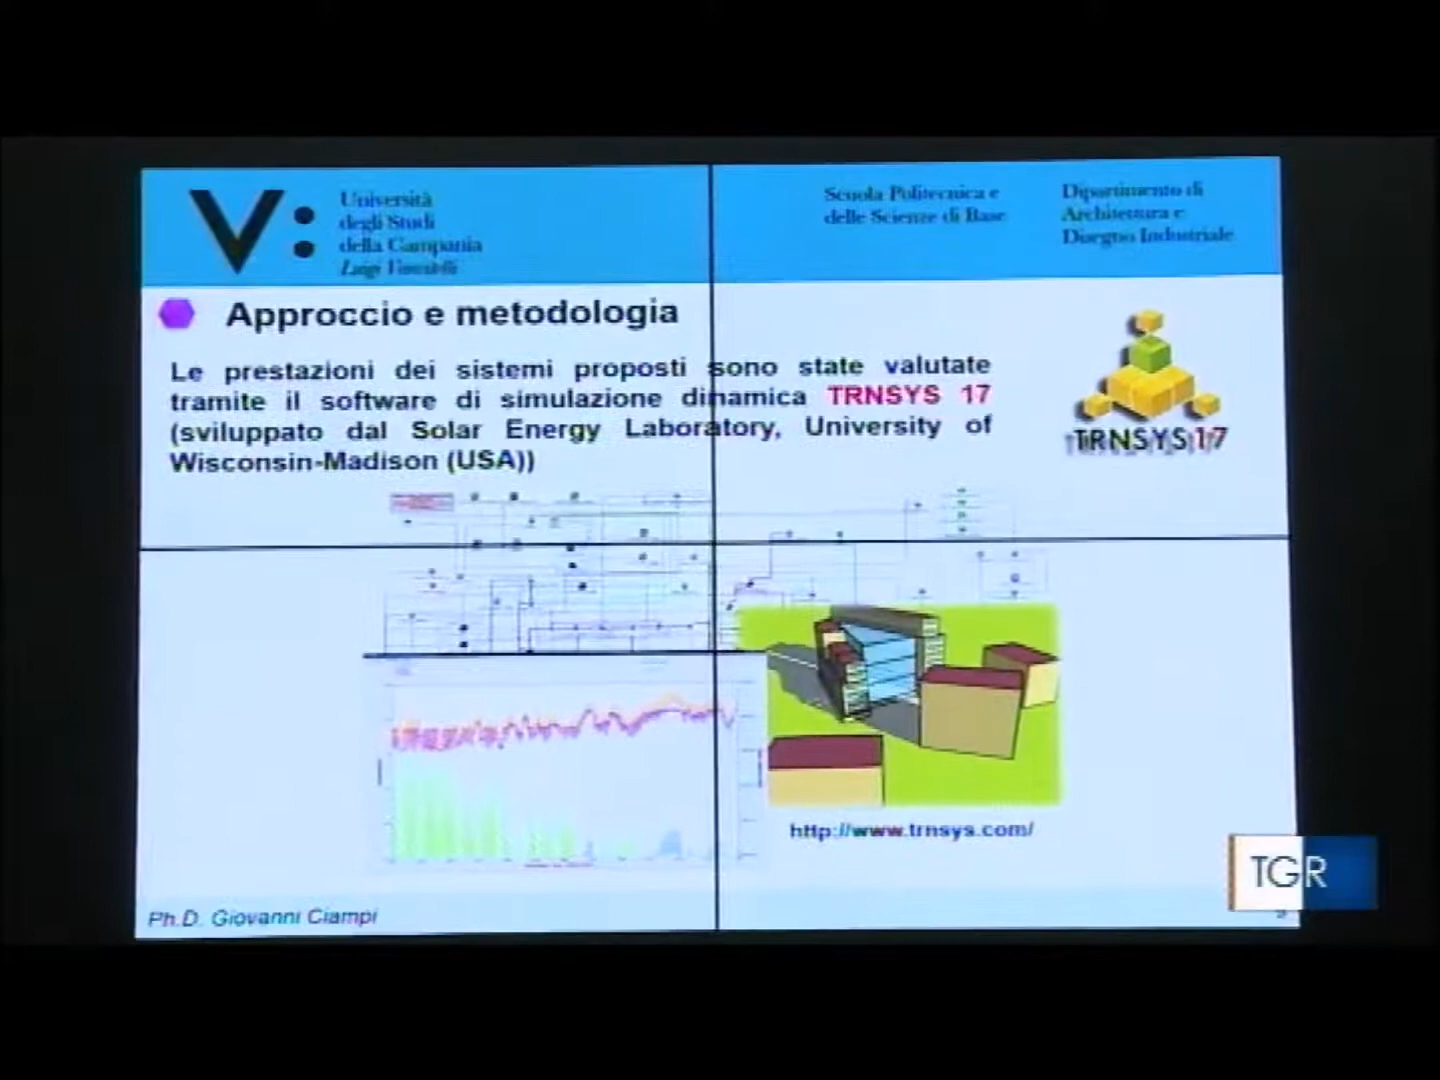 Università
degli Studi
della Campania
Luigi Vanvitelli
Scuola Politecnica e
delle Scienze di Base
Dipartimento di
Architettura e
Disegno Industriale
Approccio e metodologia
Le prestazioni dei sistemi proposti sono state valutate
tramite il software di simulazione dinamica TRNSYS 17
(sviluppato dal Solar Energy Laboratory, University of
Wisconsin-Madison (USA))
TRNSYS17
http://www.trnsys.com/
Ph.D. Giovanni Ciampi
TGR